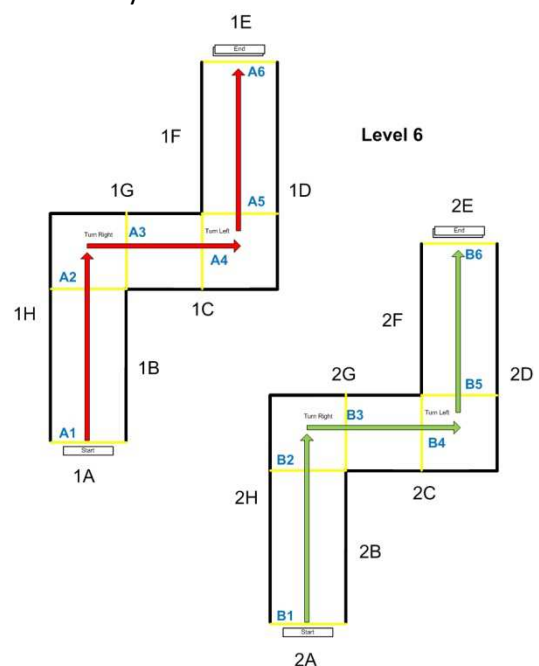 1E
End
A6
1F
Level 6
1D
A5
1G
2E
Turn Right
A3
Turn Left
End
B6
A4
A2
1H
1C
2F
1B
2G
B5
2D
Turn Right
B3
Turn Left
A1
B4
Start
B2
1A
2H
2C
2B
B1
Start
2A